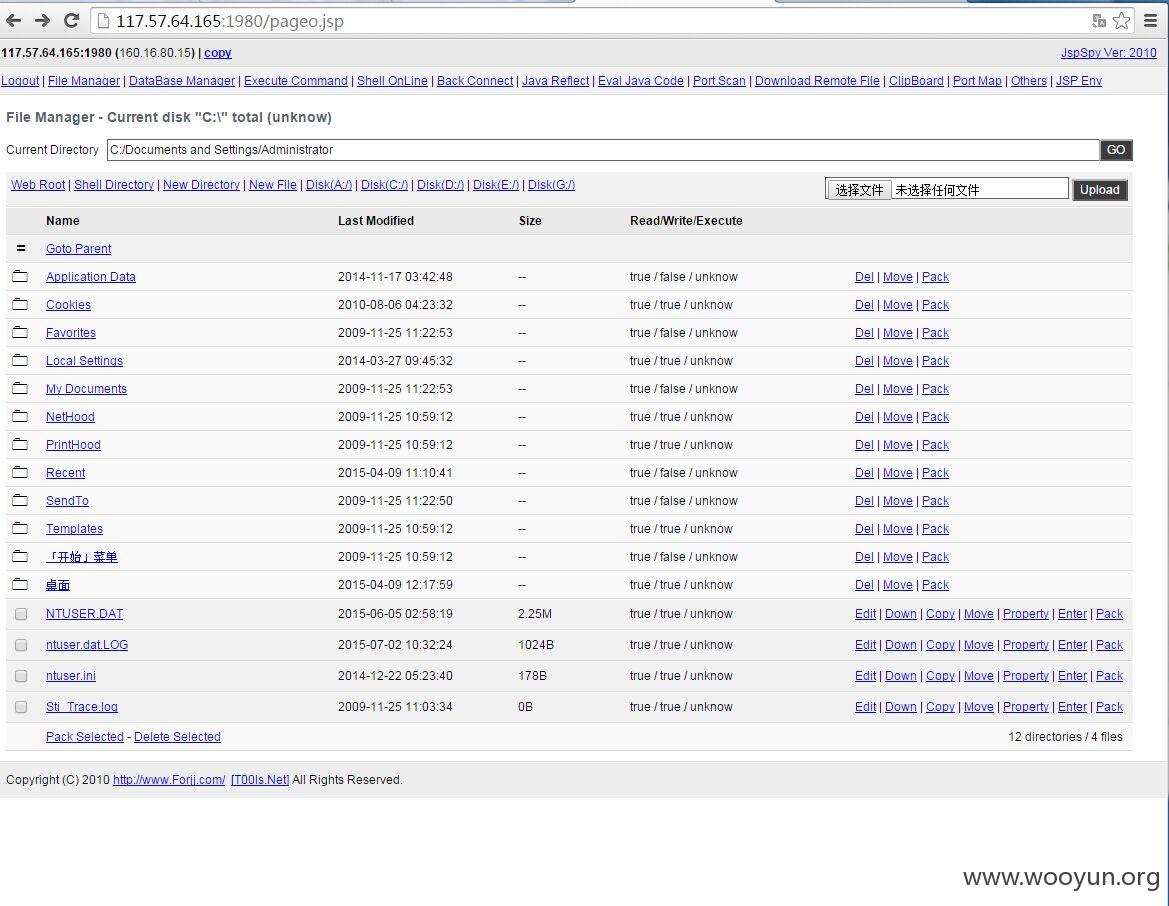 117.57.64.165:1980/pageo.jsp
117.57.64.165:1980 (160.16.80.15) | copy JspSpy Ver: 2010
Logout | File Manager | DataBase Manager | Execute Command | Shell OnLine | Back Connect | Java Reflect | Eval Java Code | Port Scan | Download Remote File | ClipBoard | Port Map | Others | JSP Env
File Manager - Current disk "C:\" total (unknow)
Current Directory C:/Documents and Settings/Administrator GO
Web Root | Shell Directory | New Directory | New File | Disk(A:/) | Disk(C:/) | Disk(D:/) | Disk(E:/) | Disk(G:/) 选择文件 未选择任何文件 Upload
Name Last Modified Size Read/Write/Execute
= Goto Parent
Application Data 2014-11-17 03:42:48 -- true / false / unknow Del | Move | Pack
Cookies 2010-08-06 04:23:32 -- true / true / unknow Del | Move | Pack
Favorites 2009-11-25 11:22:53 -- true / false / unknow Del | Move | Pack
Local Settings 2014-03-27 09:45:32 -- true / true / unknow Del | Move | Pack
My Documents 2009-11-25 11:22:53 -- true / false / unknow Del | Move | Pack
NetHood 2009-11-25 10:59:12 -- true / true / unknow Del | Move | Pack
PrintHood 2009-11-25 10:59:12 -- true / true / unknow Del | Move | Pack
Recent 2015-04-09 11:10:41 -- true / false / unknow Del | Move | Pack
SendTo 2009-11-25 11:22:50 -- true / false / unknow Del | Move | Pack
Templates 2009-11-25 10:59:12 -- true / true / unknow Del | Move | Pack
「开始」菜单 2009-11-25 10:59:12 -- true / false / unknow Del | Move | Pack
桌面 2015-04-09 12:17:59 -- true / true / unknow Del | Move | Pack
NTUSER.DAT 2015-06-05 02:58:19 2.25M true / true / unknow Edit | Down | Copy | Move | Property | Enter | Pack
ntuser.dat.LOG 2015-07-02 10:32:24 1024B true / true / unknow Edit | Down | Copy | Move | Property | Enter | Pack
ntuser.ini 2014-12-22 05:23:40 178B true / true / unknow Edit | Down | Copy | Move | Property | Enter | Pack
Sti_Trace.log 2009-11-25 11:03:34 0B true / true / unknow Edit | Down | Copy | Move | Property | Enter | Pack
Pack Selected - Delete Selected 12 directories / 4 files
Copyright (C) 2010 http://www.Forjj.com/ [T00ls.Net] All Rights Reserved.
www.wooyun.org